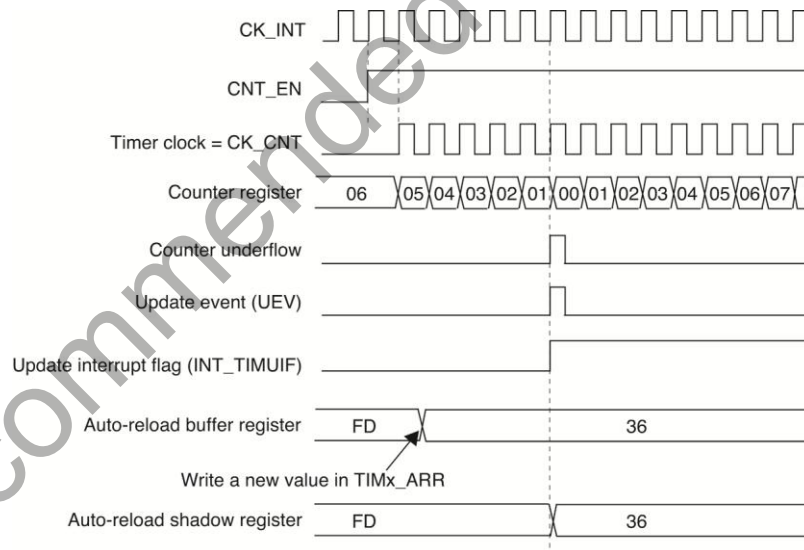 CK_INT
CNT_EN
Timer clock = CK_CNT
Counter register 06 05 04 03 02 01 00 01 02 03 04 05 06 07
Counter underflow
Update event (UEV)
Update interrupt flag (INT_TIMUIF)
Auto-reload buffer register FD 36
Write a new value in TIMx_ARR
Auto-reload shadow register FD 36
commended